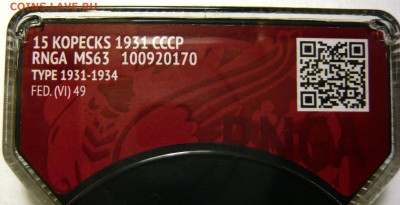 COINS.LAVE.RU
15 KOPECKS 1931 CCCP
RNGA MS63 100920170
TYPE 1931-1934
FED. (VI) 49
RNGA